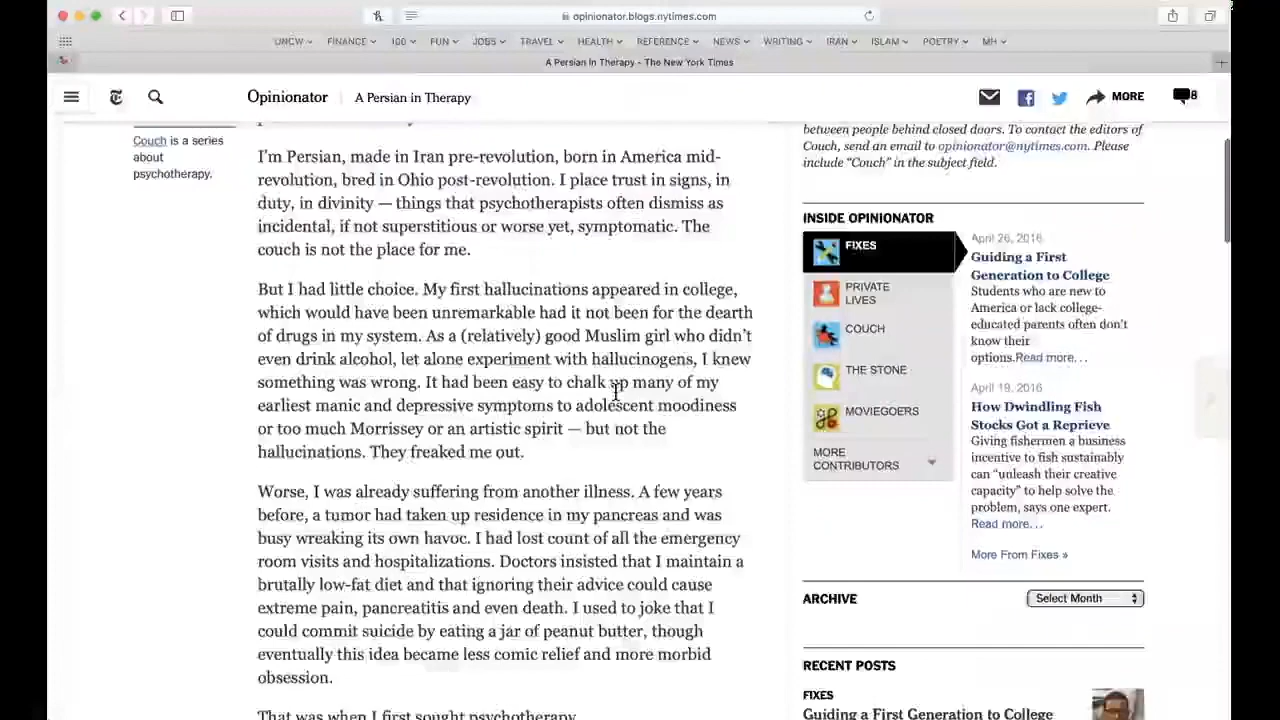 opinionator.blogs.nytimes.com
UNCW FINANCE 100 FUN JOBS TRAVEL HEALTH REFERENCE NEWS WRITING IRAN ISLAM POETRY MH
A Persian In Therapy - The New York Times
Opinionator | A Persian in Therapy
MORE
8
Couch is a series
about
psychotherapy.
I'm Persian, made in Iran pre-revolution, born in America mid-
revolution, bred in Ohio post-revolution. I place trust in signs, in
duty, in divinity — things that psychotherapists often dismiss as
incidental, if not superstitious or worse yet, symptomatic. The
couch is not the place for me.
But I had little choice. My first hallucinations appeared in college,
which would have been unremarkable had it not been for the dearth
of drugs in my system. As a (relatively) good Muslim girl who didn't
even drink alcohol, let alone experiment with hallucinogens, I knew
something was wrong. It had been easy to chalk up many of my
earliest manic and depressive symptoms to adolescent moodiness
or too much Morrissey or an artistic spirit — but not the
hallucinations. They freaked me out.
Worse, I was already suffering from another illness. A few years
before, a tumor had taken up residence in my pancreas and was
busy wreaking its own havoc. I had lost count of all the emergency
room visits and hospitalizations. Doctors insisted that I maintain a
brutally low-fat diet and that ignoring their advice could cause
extreme pain, pancreatitis and even death. I used to joke that I
could commit suicide by eating a jar of peanut butter, though
eventually this idea became less comic relief and more morbid
obsession.
That was when I first sought psychotherapy.
between people behind closed doors. To contact the editors of
Couch, send an email to opinionator@nytimes.com. Please
include “Couch” in the subject field.
INSIDE OPINIONATOR
FIXES
PRIVATE
LIVES
COUCH
THE STONE
MOVIEGOERS
MORE
CONTRIBUTORS
April 26, 2016
Guiding a First
Generation to College
Students who are new to
America or lack college-
educated parents often don't
know their
options.Read more…
April 19, 2016
How Dwindling Fish
Stocks Got a Reprieve
Giving fishermen a business
incentive to fish sustainably
can “unleash their creative
capacity” to help solve the
problem, says one expert.
Read more…
More From Fixes »
ARCHIVE
Select Month
RECENT POSTS
FIXES
Guiding a First Generation to College